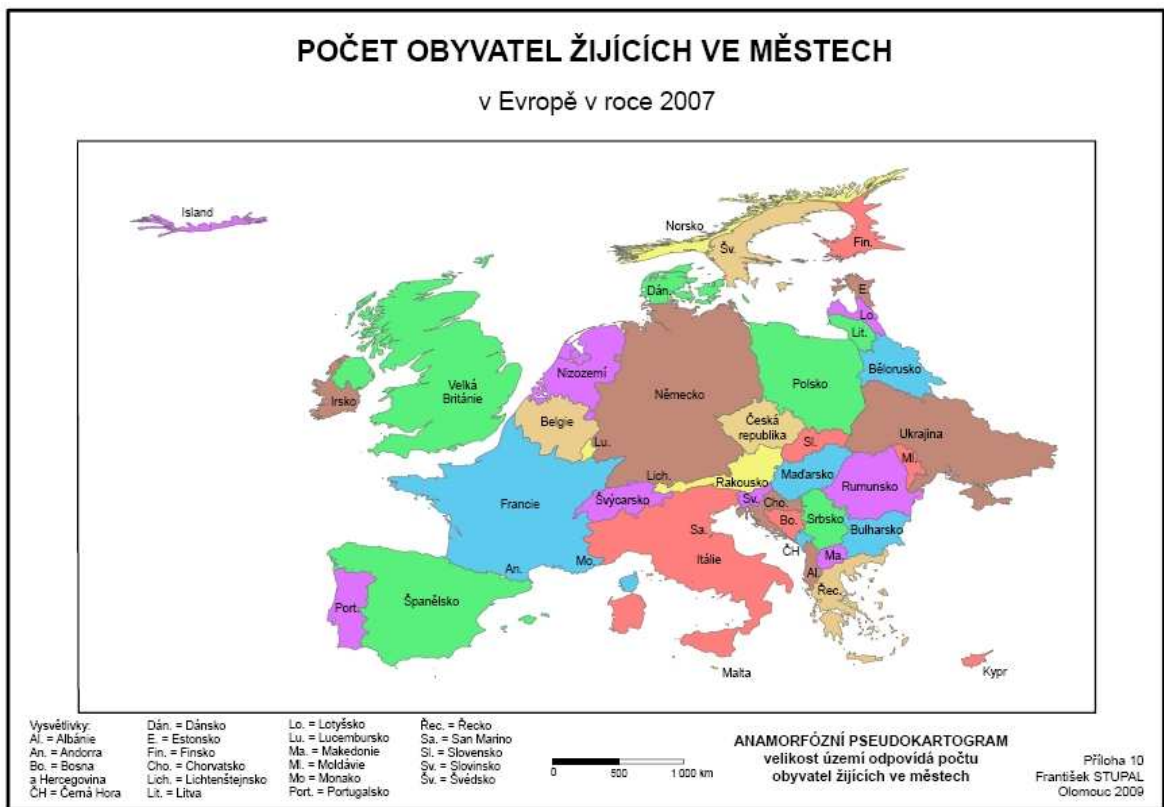 POČET OBYVATEL ŽIJÍCÍCH VE MĚSTECH
v Evropě v roce 2007
Island
Norsko
Šv.
Fin.
Dán.
E.
Lo.
Lit.
Nizozemí
Velká
Británie
Německo
Polsko
Bělorusko
Irsko
Belgie
Česká
republika
Ukrajina
Lu.
Sl.
Ml.
Lich.
Rakousko
Maďarsko
Francie
Švýcarsko
Rumunsko
Sv.
Cho.
Sa.
Bo.
Srbsko
Bulharsko
Itálie
ČH
Ma.
An.
Mo.
Al.
Řec.
Port.
Španělsko
Malta
Kypr
Vysvětlivky:
Al. = Albánie
An. = Andorra
Bo. = Bosna
a Hercegovina
ČH = Černá Hora
Dán. = Dánsko
E. = Estonsko
Fin. = Finsko
Cho. = Chorvatsko
Lich. = Lichtenštejnsko
Lit. = Litva
Lo. = Lotyšsko
Lu. = Lucembursko
Ma. = Makedonie
Ml. = Moldávie
Mo = Monako
Port. = Portugalsko
Řec. = Řecko
Sa. = San Marino
Sl. = Slovensko
Sv. = Slovinsko
Šv. = Švédsko
0 500 1 000 km
ANAMORFÓZNÍ PSEUDOKARTOGRAM
velikost území odpovídá počtu
obyvatel žijících ve městech
Příloha 10
František STUPAL
Olomouc 2009